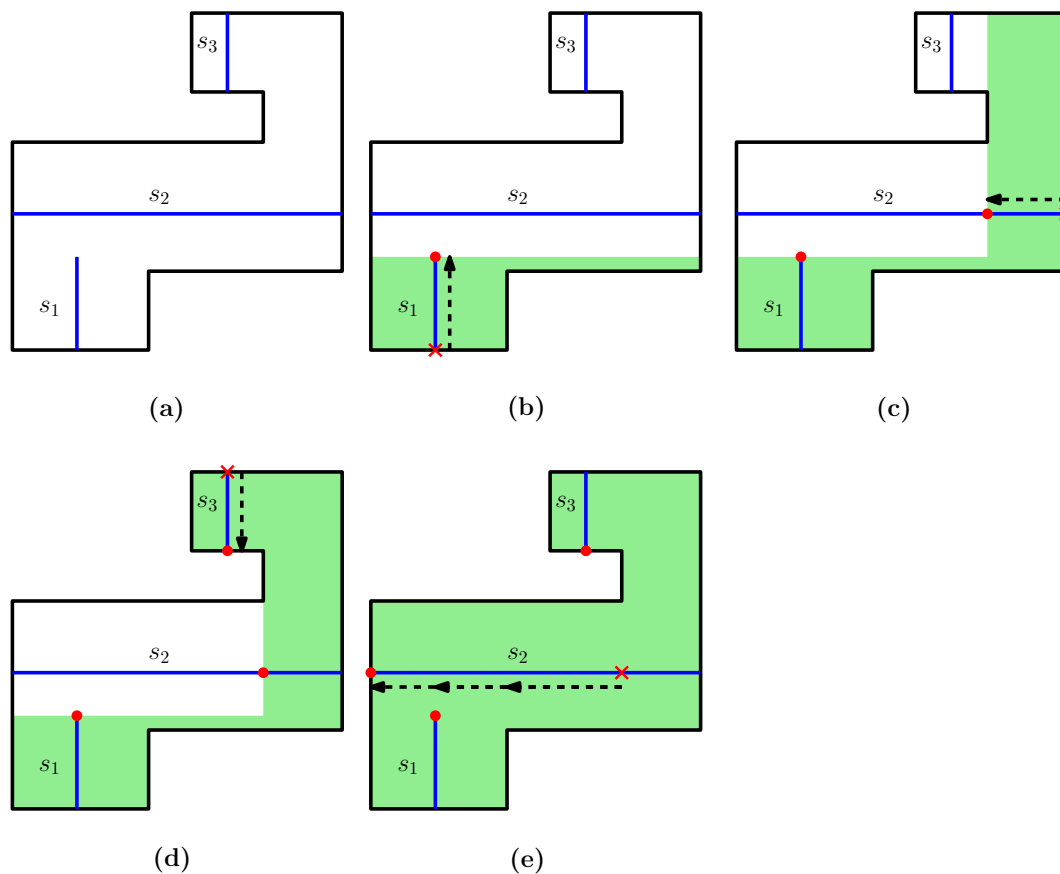 s₃ s₃ s₃
s₂ s₂ s₂
s₁ s₁ s₁
(a) (b) (c)
s₃ s₃
s₂ s₂
s₁ s₁
(d) (e)